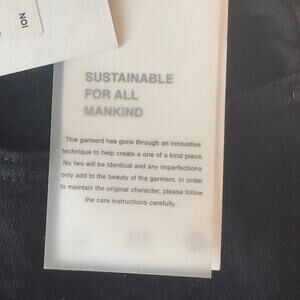 NOI
SUSTAINABLE
FOR ALL
MANKIND
This garment has gone through an innovative
technique to help create a one of a kind piece.
No two will be identical and any imperfections
only add to the beauty of the garment. In order
to maintain the original character, please follow
the care instructions carefully.